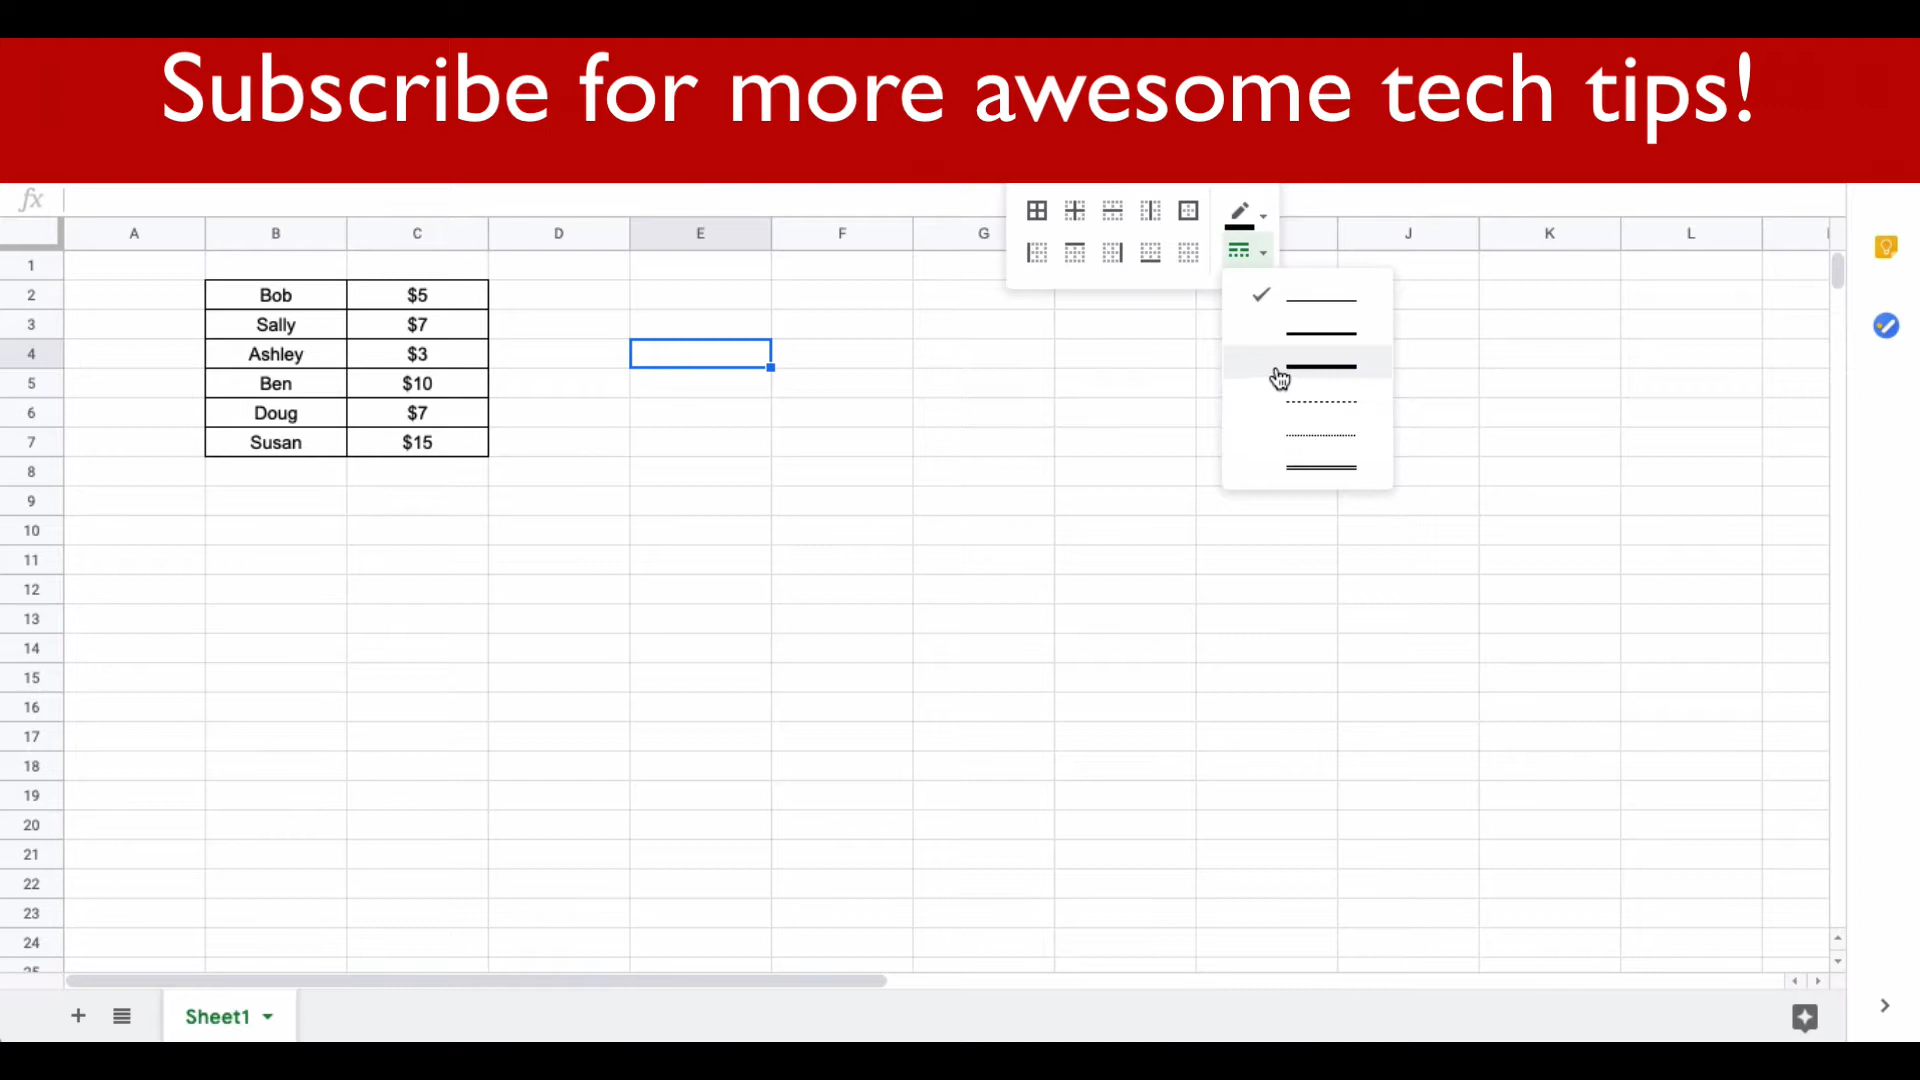 Subscribe for more awesome tech tips!
fx
A B C D E F G J K L
1
2 Bob $5
3 Sally $7
4 Ashley $3
5 Ben $10
6 Doug $7
7 Susan $15
8
9
10
11
12
13
14
15
16
17
18
19
20
21
22
23
24
25
Sheet1